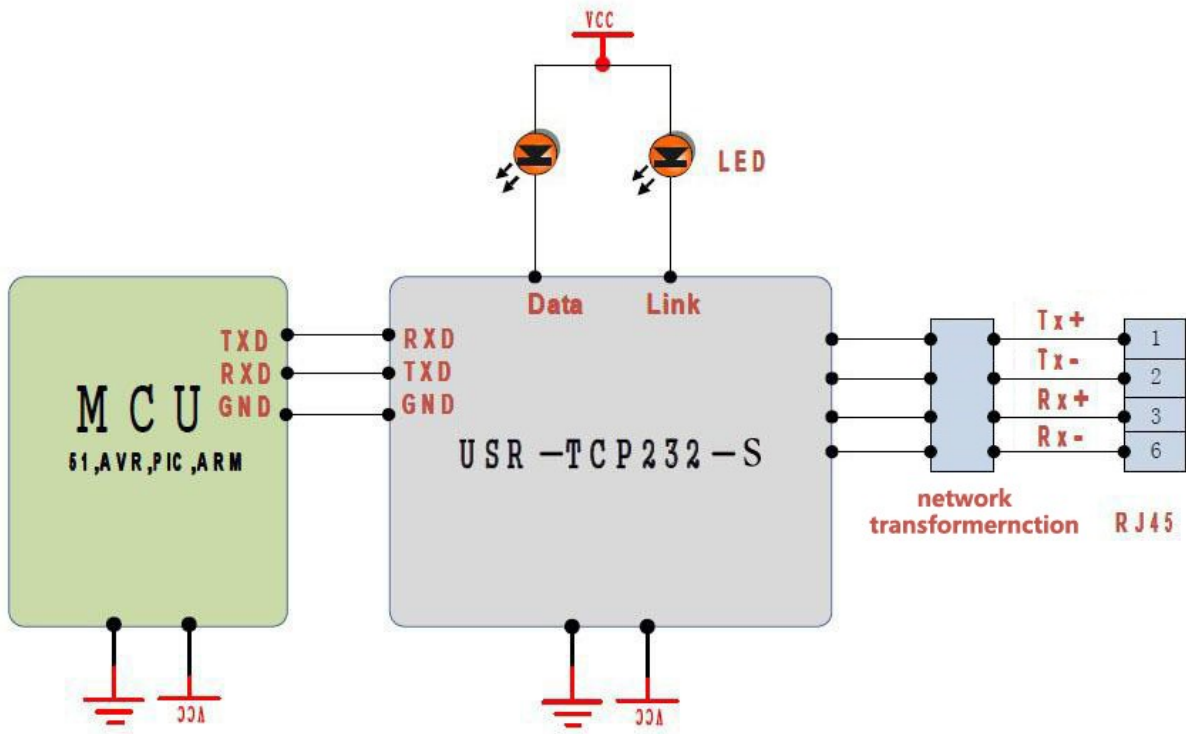 VCC
LED
Data Link
TXD RXD
RXD TXD
GND GND
MCU
51,AVR,PIC,ARM
USR-TCP232-S
Tx+ 1
Tx- 2
Rx+ 3
Rx- 6
network
transformernction
RJ45
VCC
VCC